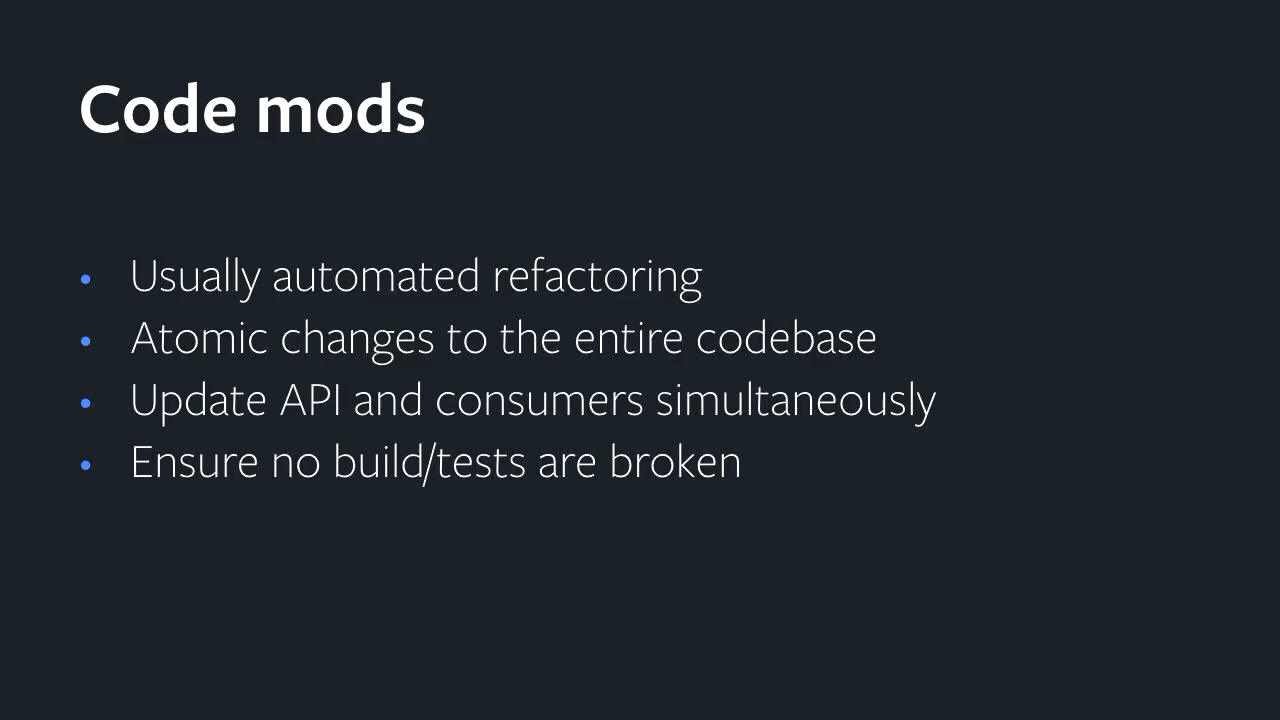 Code mods
• Usually automated refactoring
• Atomic changes to the entire codebase
• Update API and consumers simultaneously
• Ensure no build/tests are broken